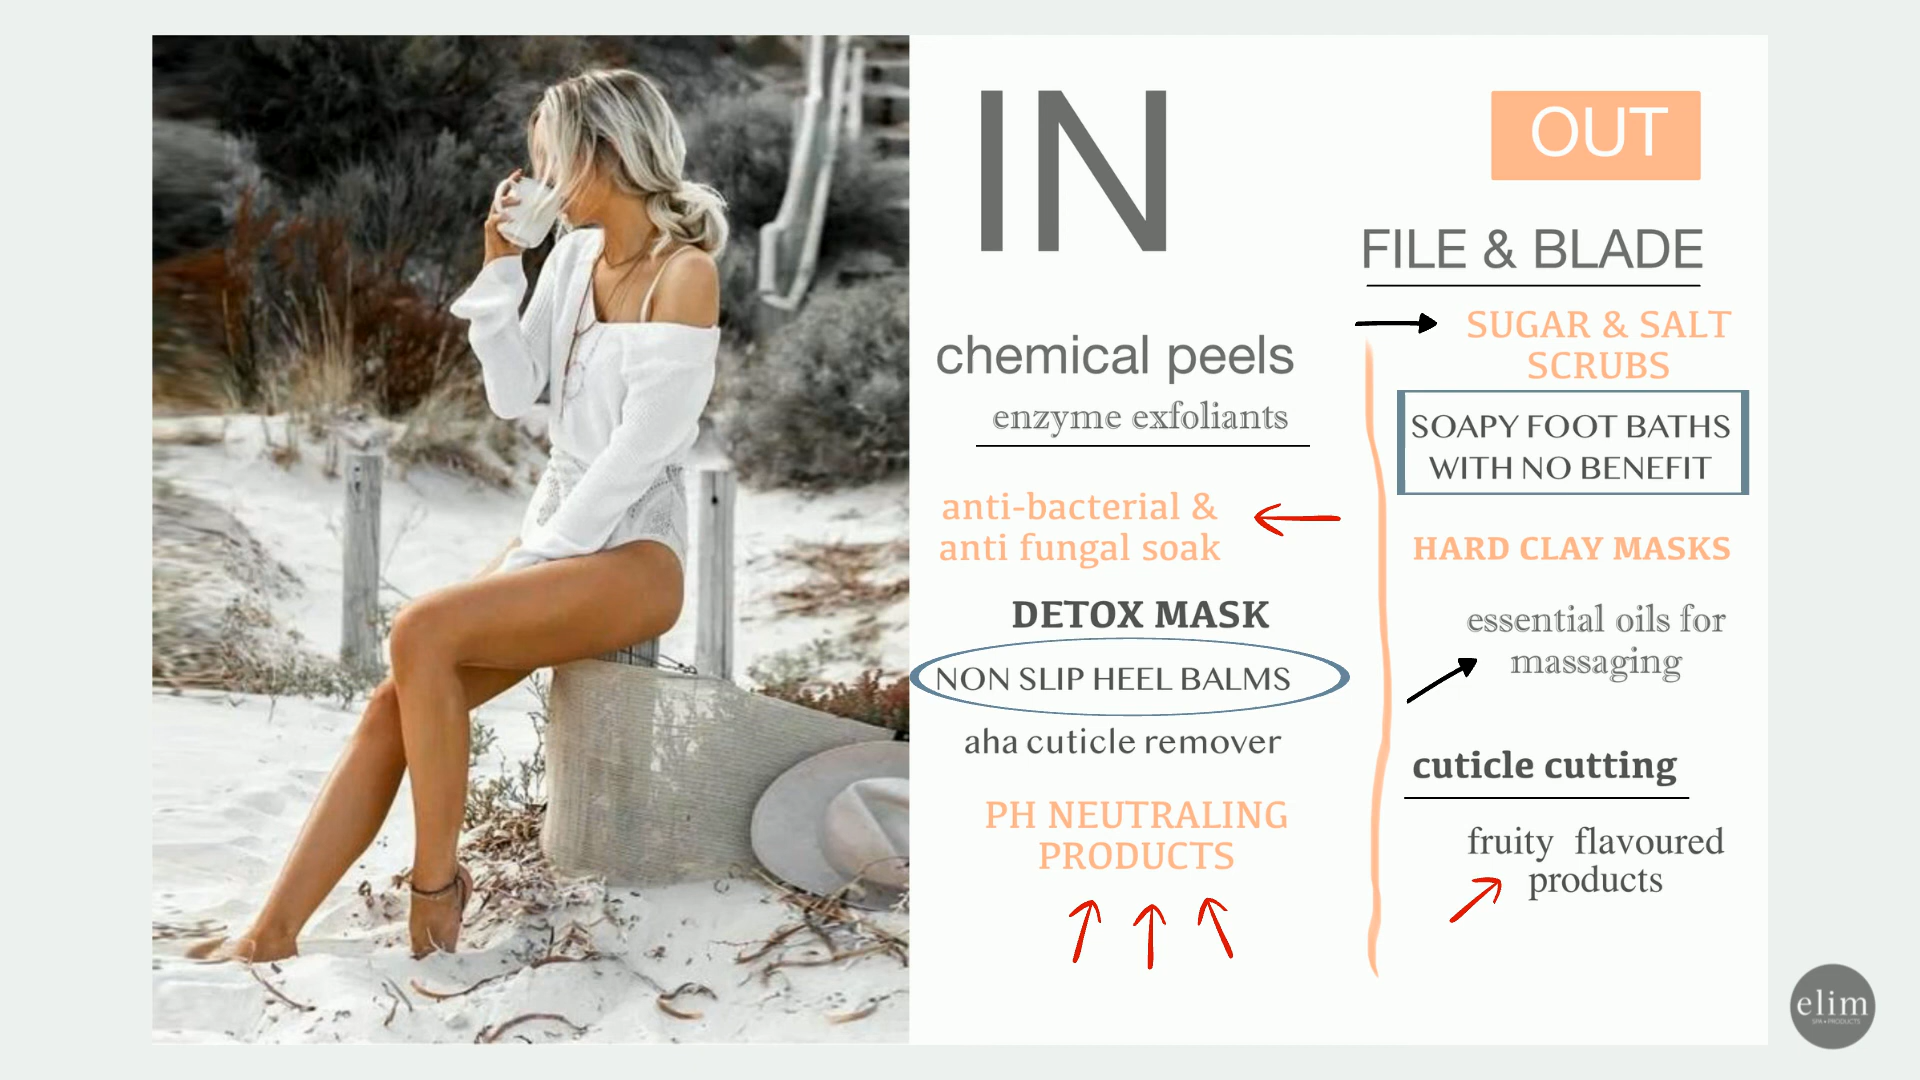 IN
chemical peels
enzyme exfoliants
anti-bacterial &
anti fungal soak
DETOX MASK
NON SLIP HEEL BALMS
aha cuticle remover
PH NEUTRALING
PRODUCTS
OUT
FILE & BLADE
SUGAR & SALT
SCRUBS
SOAPY FOOT BATHS
WITH NO BENEFIT
HARD CLAY MASKS
essential oils for
massaging
cuticle cutting
fruity flavoured
products
elim
SPA PRODUCTS